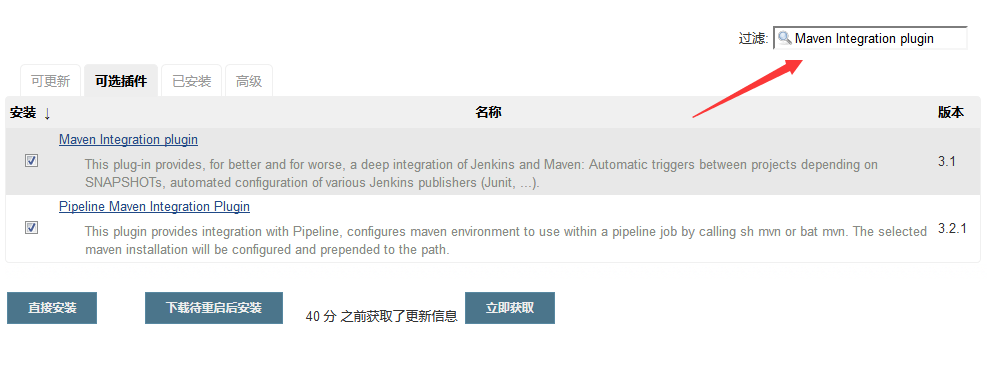 过滤: Maven Integration plugin
可更新 可选插件 已安装 高级
安装 ↓ 名称 版本
Maven Integration plugin
This plug-in provides, for better and for worse, a deep integration of Jenkins and Maven: Automatic triggers between projects depending on
3.1
SNAPSHOTs, automated configuration of various Jenkins publishers (Junit, ...).
Pipeline Maven Integration Plugin
This plugin provides integration with Pipeline, configures maven environment to use within a pipeline job by calling sh mvn or bat mvn. The selected
3.2.1
maven installation will be configured and prepended to the path.
直接安装 下载待重启后安装 40 分 之前获取了更新信息 立即获取